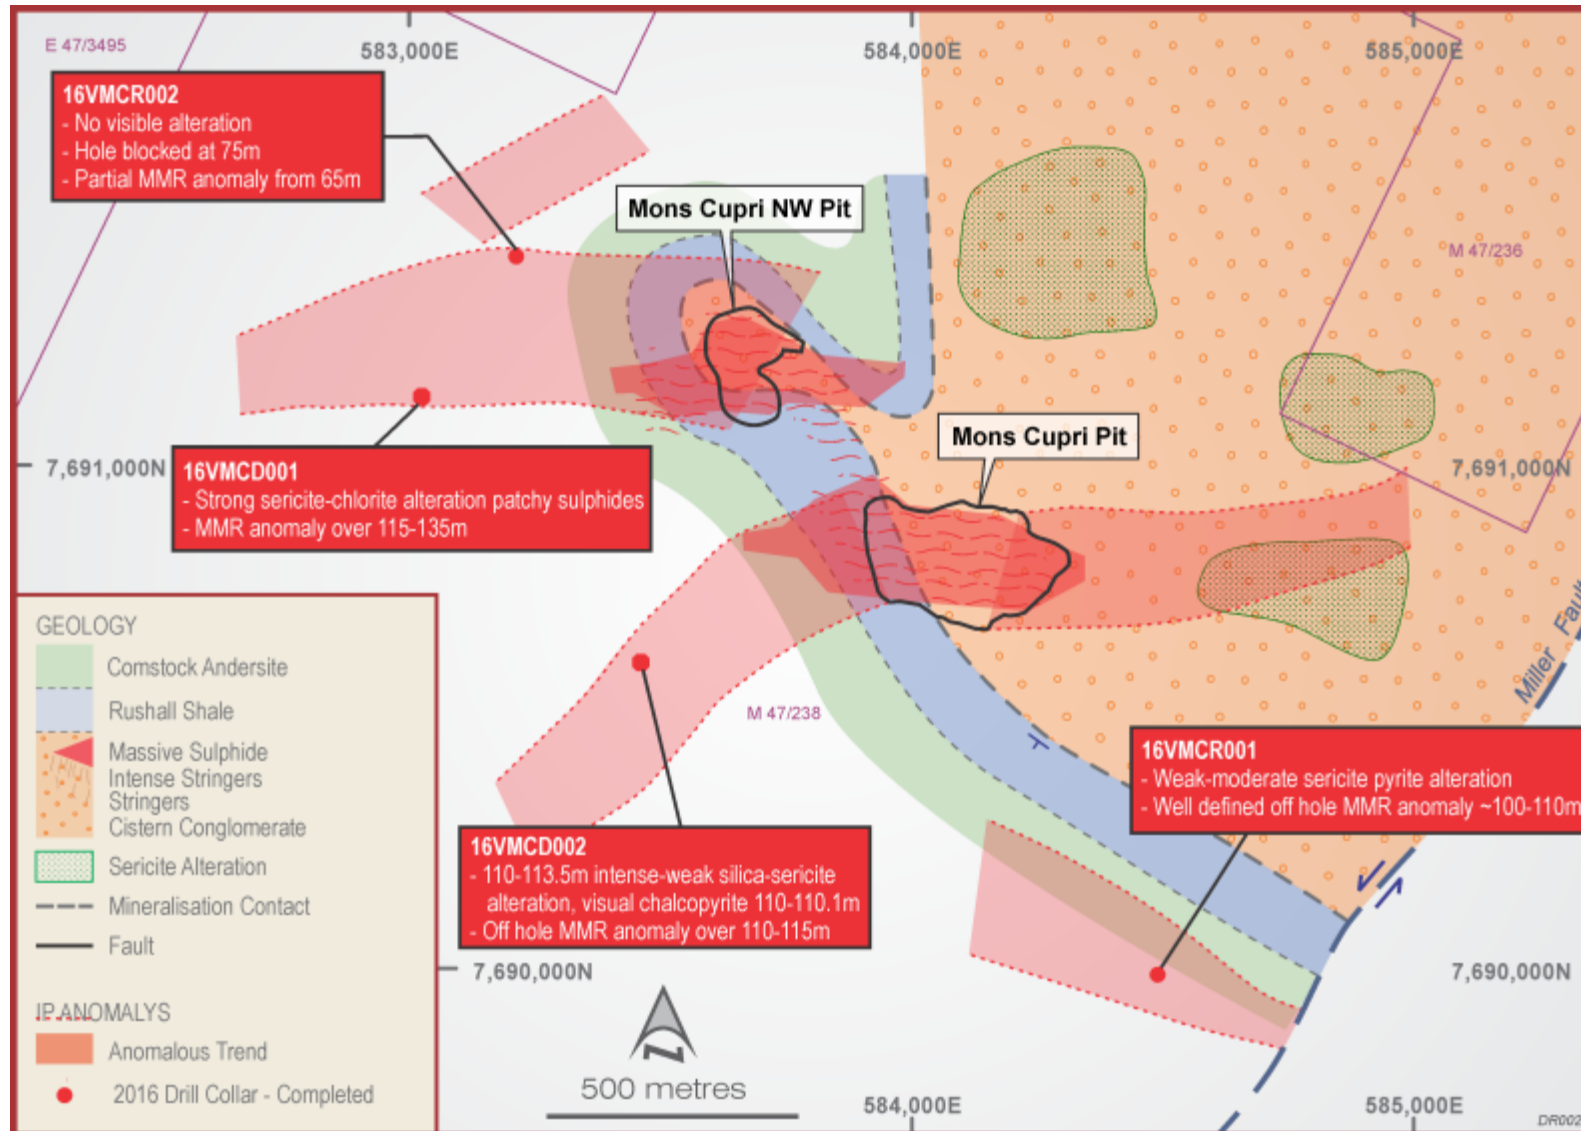 E 47/3495
583,000E
584,000E
585,000E
16VMCR002
- No visible alteration
- Hole blocked at 75m
- Partial MMR anomaly from 65m
Mons Cupri NW Pit
M 47/236
Mons Cupri Pit
7,691,000N
7,691,000N
16VMCD001
- Strong sericite-chlorite alteration patchy sulphides
- MMR anomaly over 115-135m
Miller Fault
M 47/238
16VMCR001
- Weak-moderate sericite pyrite alteration
- Well defined off hole MMR anomaly ~100-110m
16VMCD002
- 110-113.5m intense-weak silica-sericite
alteration, visual chalcopyrite 110-110.1m
- Off hole MMR anomaly over 110-115m
GEOLOGY
Comstock Andersite
Rushall Shale
Massive Sulphide
Intense Stringers
Stringers
Cistern Conglomerate
Sericite Alteration
Mineralisation Contact
Fault
IP ANOMALYS
Anomalous Trend
2016 Drill Collar - Completed
7,690,000N
7,690,000N
N
500 metres
584,000E
585,000E
DR002